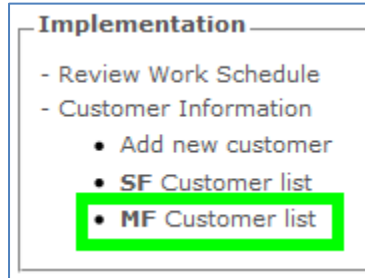 Implementation
- Review Work Schedule
- Customer Information
• Add new customer
• SF Customer list
• MF Customer list